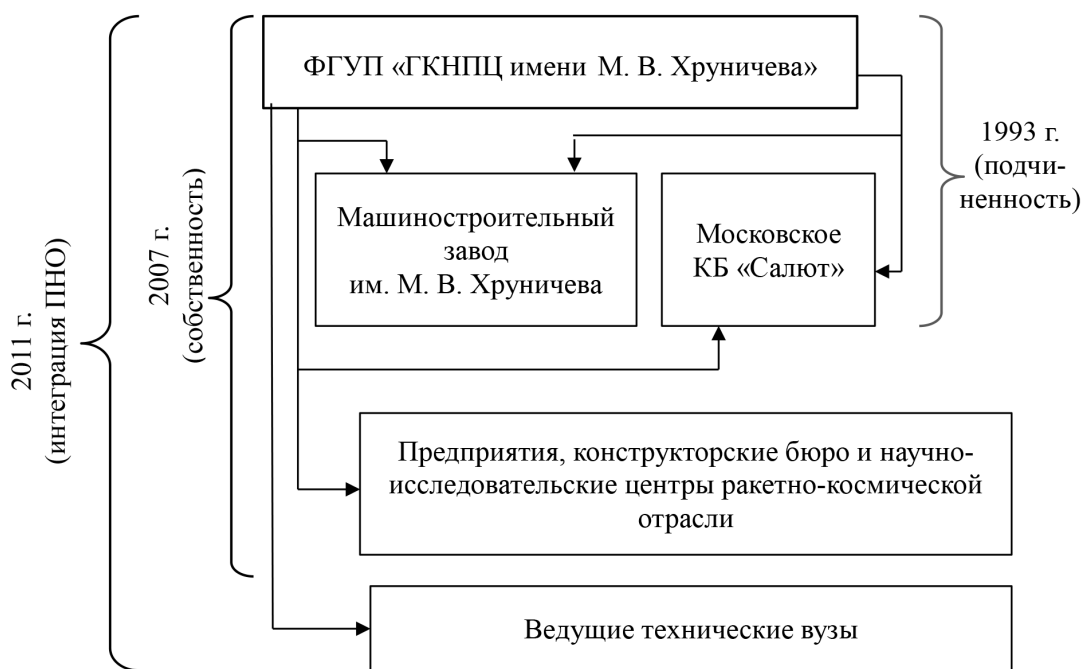 ФГУП «ГКНПЦ имени М. В. Хруничева»
1993 г.
(подчи-
ненность)
Машиностроительный
завод
им. М. В. Хруничева
Московское
КБ «Салют»
2007 г.
(собственность)
2011 г.
(интеграция ПНО)
Предприятия, конструкторские бюро и научно-
исследовательские центры ракетно-космической
отрасли
Ведущие технические вузы